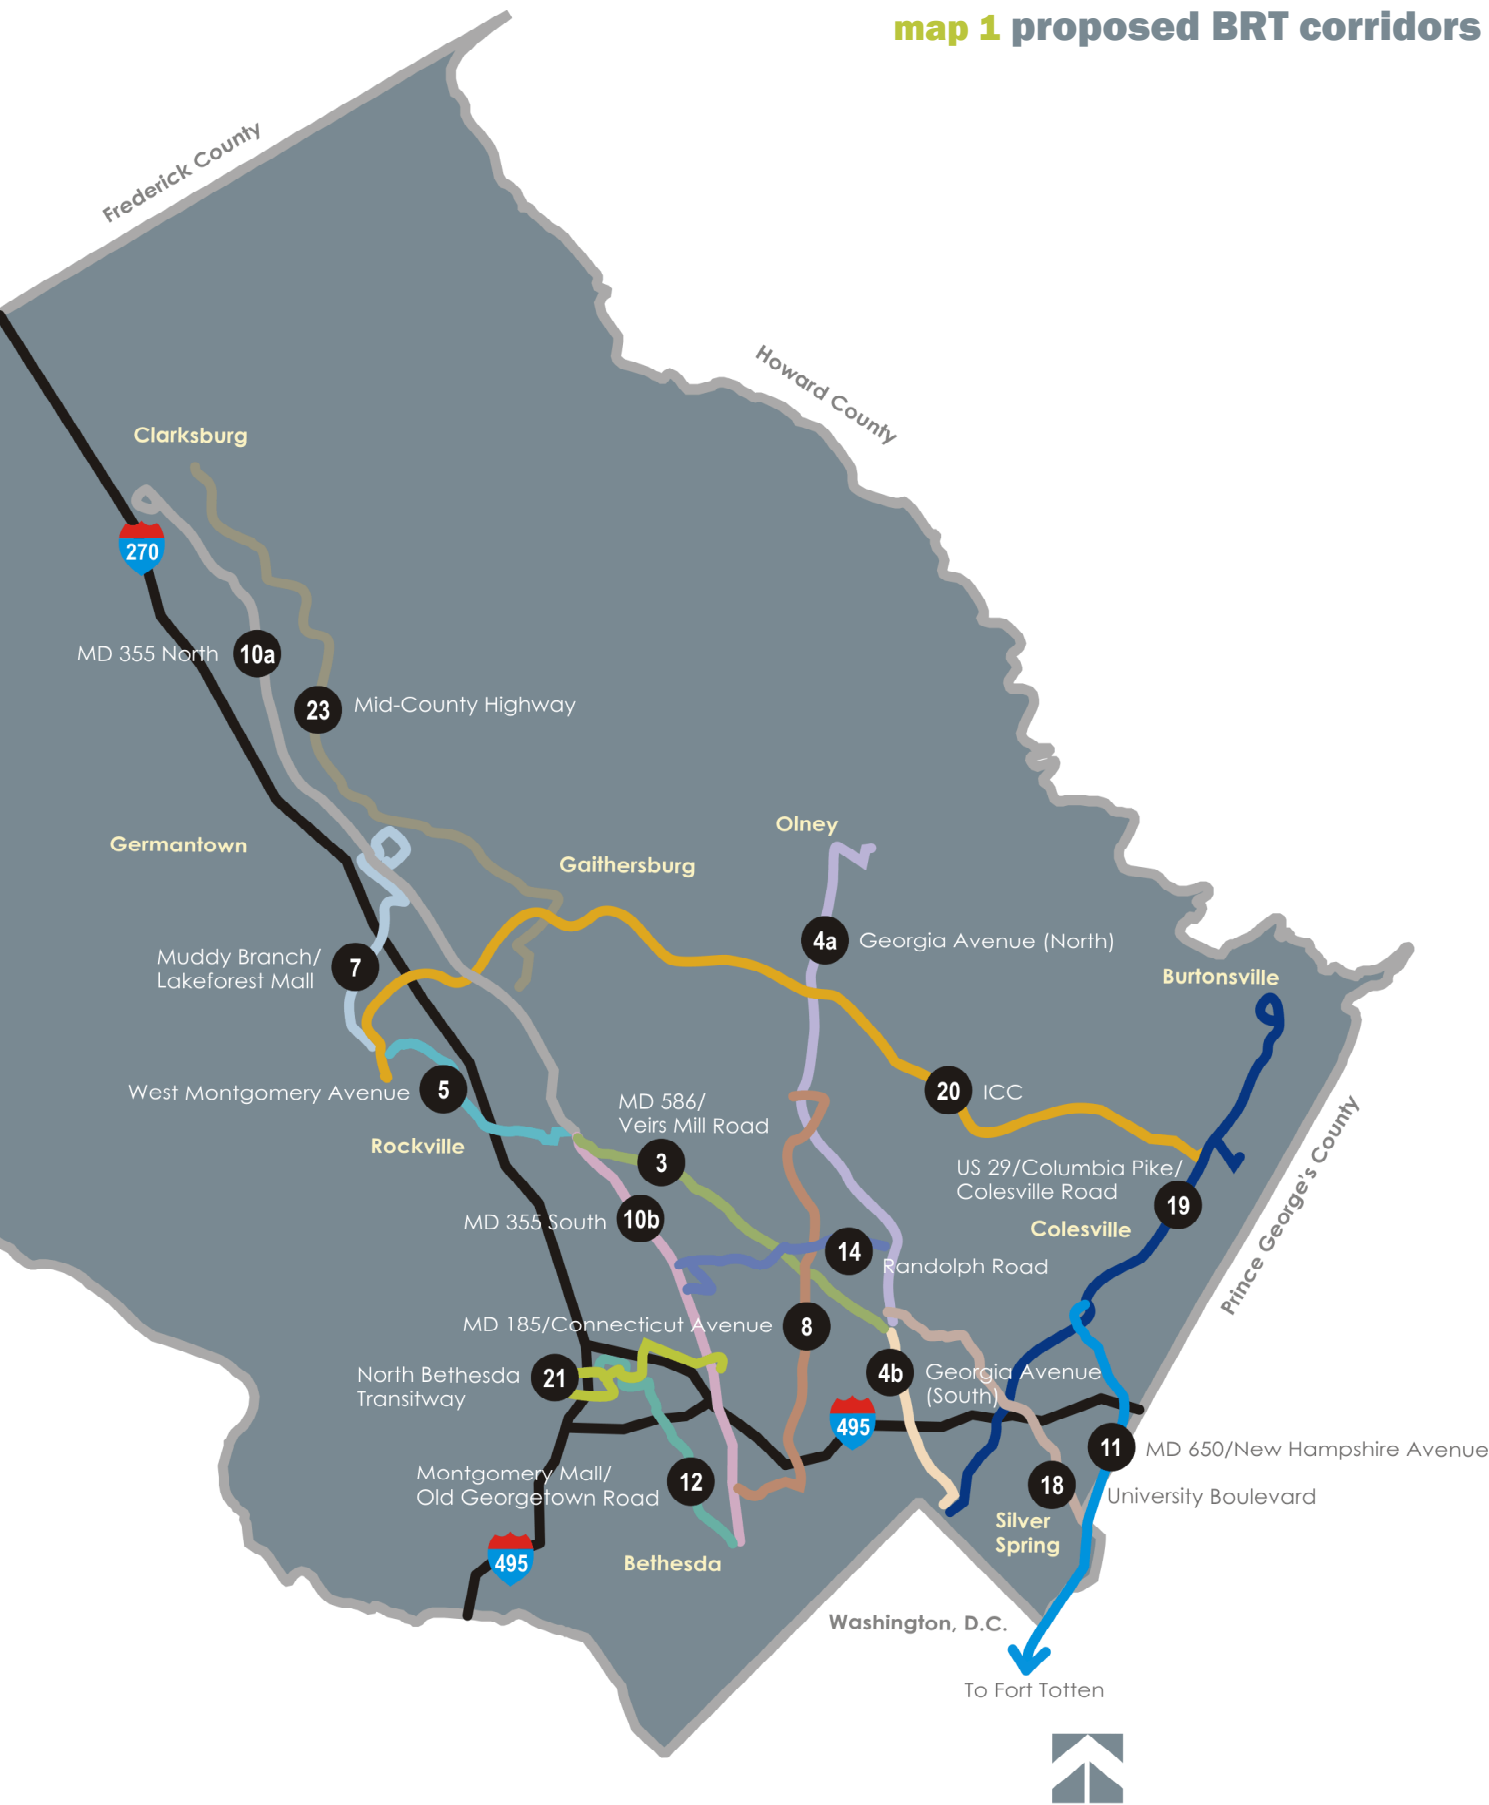 map 1 proposed BRT corridors
Frederick County
Howard County
Clarksburg
270
MD 355 North
10a
23
Mid-County Highway
Olney
Germantown
Gaithersburg
4a
Georgia Avenue (North)
Muddy Branch/
Lakeforest Mall
7
Burtonsville
West Montgomery Avenue
5
MD 586/
Veirs Mill Road
20
ICC
Rockville
3
US 29/Columbia Pike/
Colesville Road
19
Prince George's County
MD 355 South
10b
Colesville
14
Randolph Road
MD 185/Connecticut Avenue
8
North Bethesda
Transitway
21
4b
Georgia Avenue
(South)
495
11
MD 650/New Hampshire Avenue
Montgomery Mall/
Old Georgetown Road
12
18
University Boulevard
Silver
Spring
495
Bethesda
Washington, D.C.
To Fort Totten